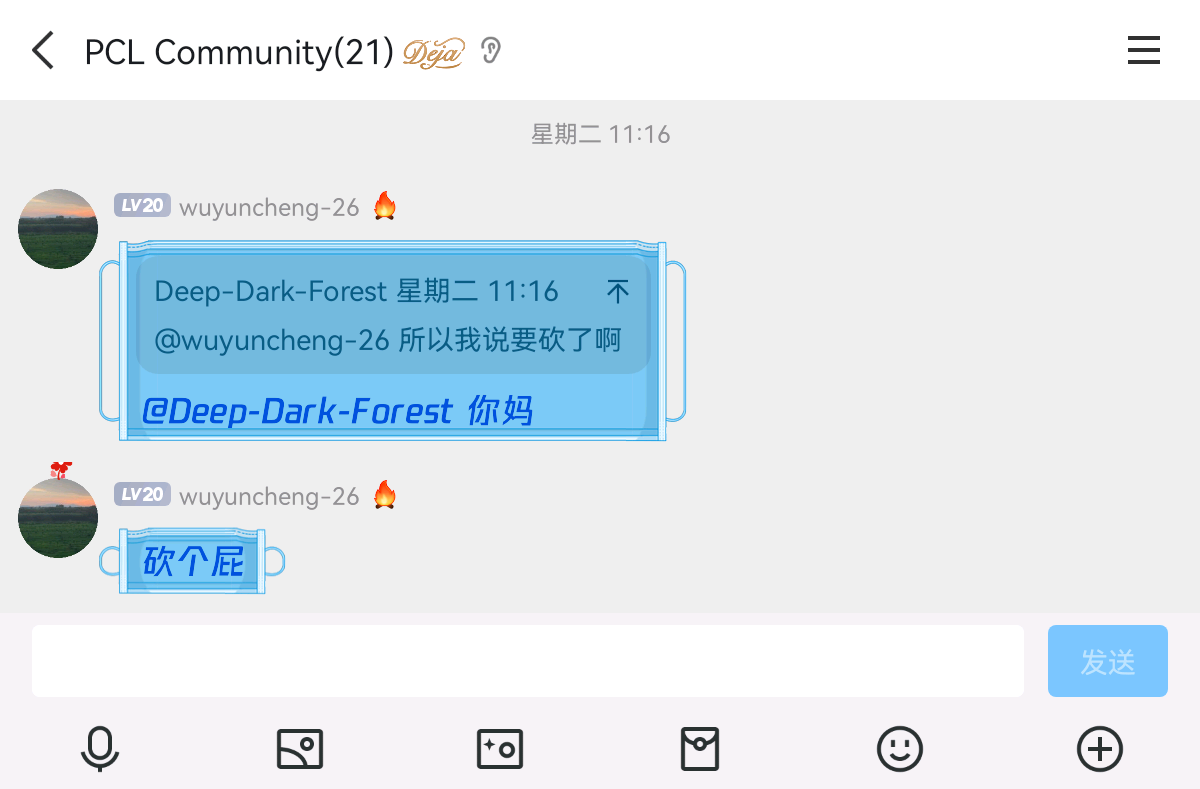 PCL Community(21) Deja
星期二 11:16
LV20 wuyuncheng-26
Deep-Dark-Forest 星期二 11:16
@wuyuncheng-26 所以我说要砍了啊
@Deep-Dark-Forest 你妈
LV20 wuyuncheng-26
砍个屁
发送